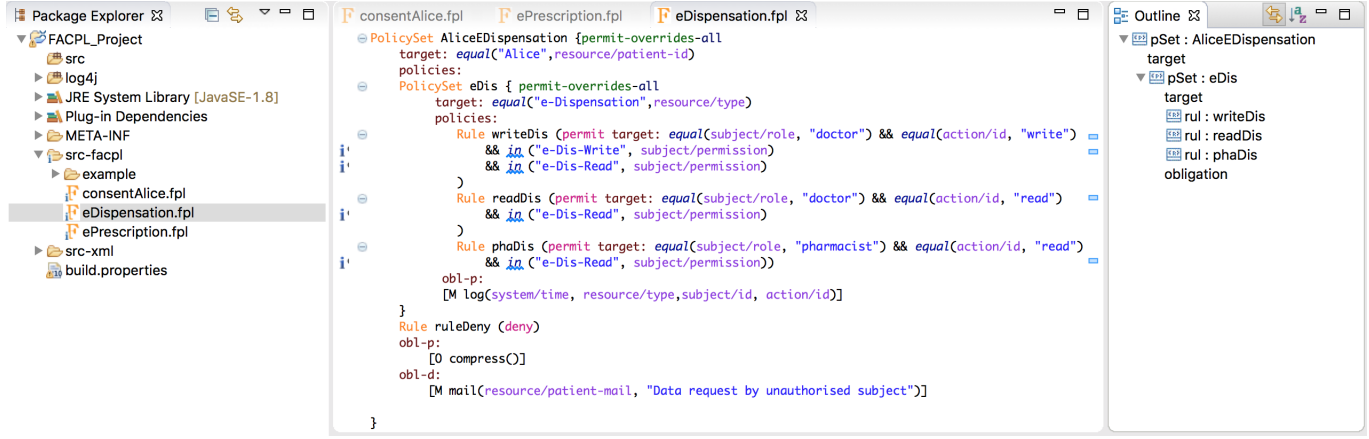 Package Explorer
FACPL_Project
src
log4j
JRE System Library [JavaSE-1.8]
Plug-in Dependencies
META-INF
src-facpl
example
consentAlice.fpl
eDispensation.fpl
ePrescription.fpl
src-xml
build.properties
consentAlice.fpl
ePrescription.fpl
eDispensation.fpl
PolicySet AliceEDispensation {permit-overrides-all
target: equal("Alice",resource/patient-id)
policies:
PolicySet eDis { permit-overrides-all
target: equal("e-Dispensation",resource/type)
policies:
Rule writeDis (permit target: equal(subject/role, "doctor") && equal(action/id, "write")
&& in ("e-Dis-Write", subject/permission)
&& in ("e-Dis-Read", subject/permission)
)
Rule readDis (permit target: equal(subject/role, "doctor") && equal(action/id, "read")
&& in ("e-Dis-Read", subject/permission)
)
Rule phaDis (permit target: equal(subject/role, "pharmacist") && equal(action/id, "read")
&& in ("e-Dis-Read", subject/permission))
obl-p:
[M log(system/time, resource/type,subject/id, action/id)]
}
Rule ruleDeny (deny)
obl-p:
[O compress()]
obl-d:
[M mail(resource/patient-mail, "Data request by unauthorised subject")]
}
Outline
pSet : AliceEDispensation
target
pSet : eDis
target
rul : writeDis
rul : readDis
rul : phaDis
obligation